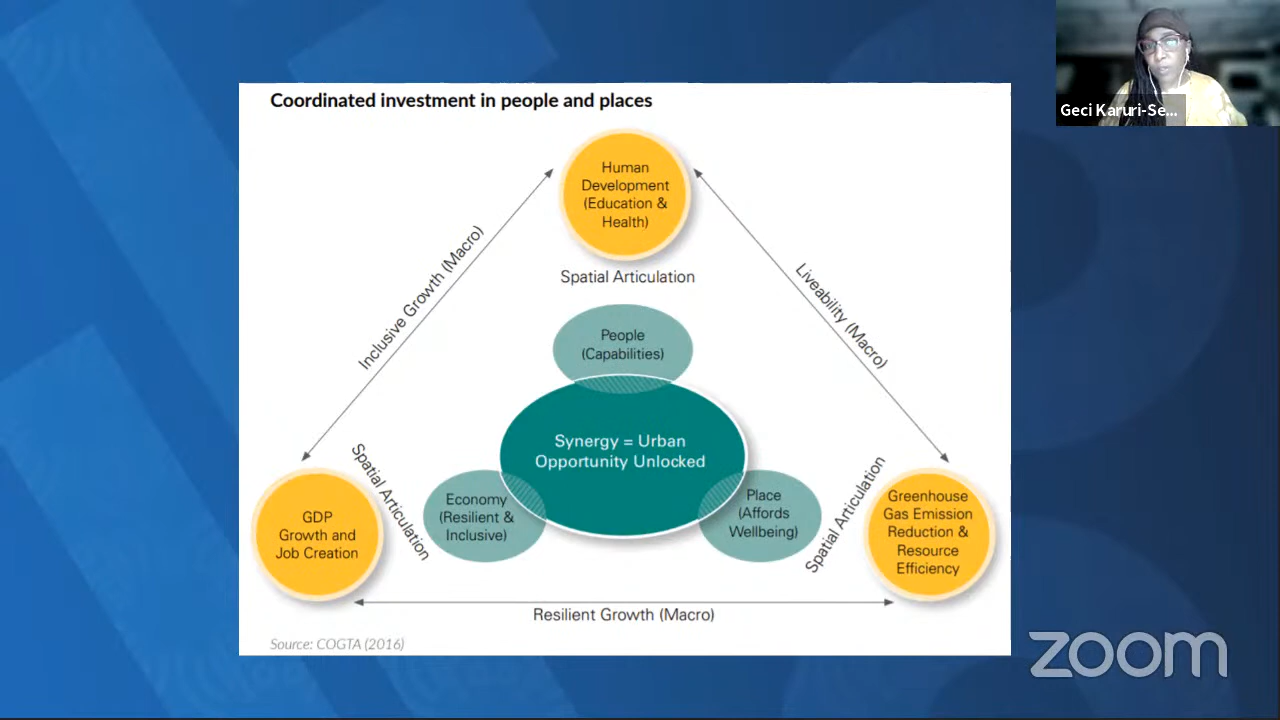 Coordinated investment in people and places
Geci Karuri-Se...
Human
Development
(Education &
Health)
Spatial Articulation
Inclusive Growth (Macro)
Liveability (Macro)
People
(Capabilities)
Synergy = Urban
Opportunity Unlocked
Spatial Articulation
Spatial Articulation
Economy
(Resilient &
Inclusive)
Place
(Affords
Wellbeing)
GDP
Growth and
Job Creation
Greenhouse
Gas Emission
Reduction &
Resource
Efficiency
Resilient Growth (Macro)
Source: COGTA (2016)
zoom